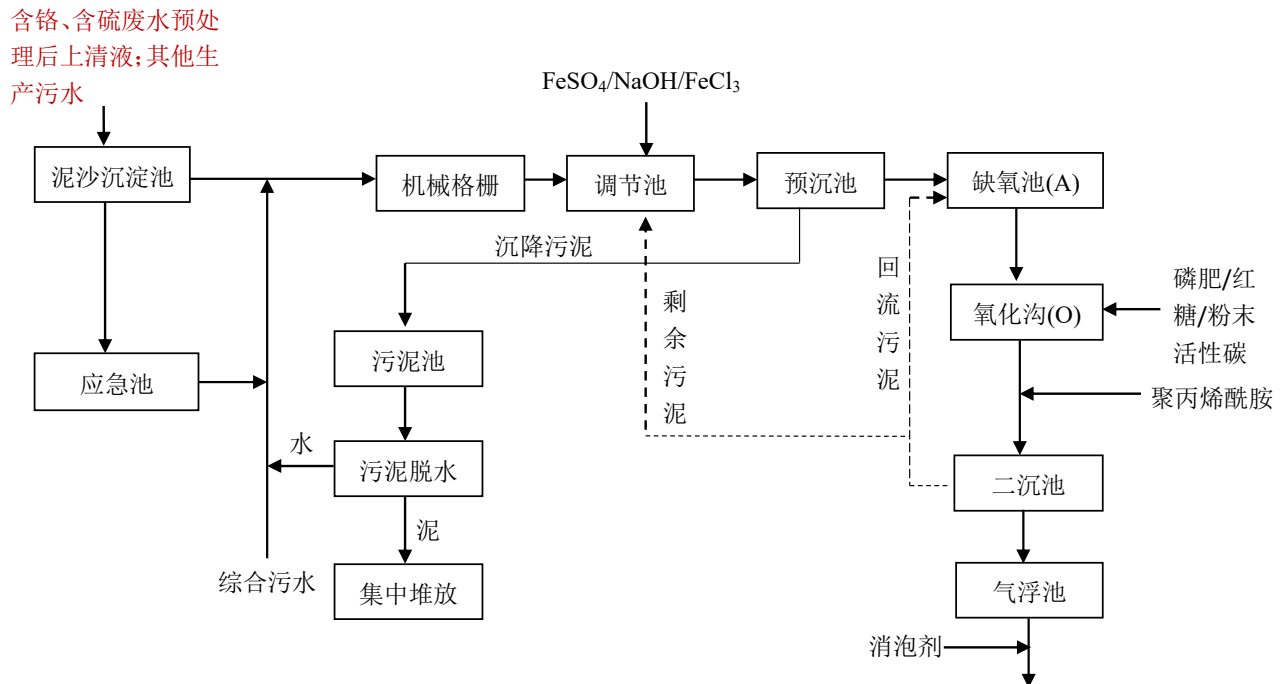 含铬、含硫废水预处
理后上清液;其他生
产污水
FeSO₄/NaOH/FeCl₃
泥沙沉淀池
机械格栅
调节池
预沉池
缺氧池(A)
沉降污泥
剩余污泥
回流污泥
氧化沟(O)
磷肥/红
糖/粉末
活性碳
应急池
污泥池
聚丙烯酰胺
水
污泥脱水
二沉池
泥
综合污水
集中堆放
气浮池
消泡剂